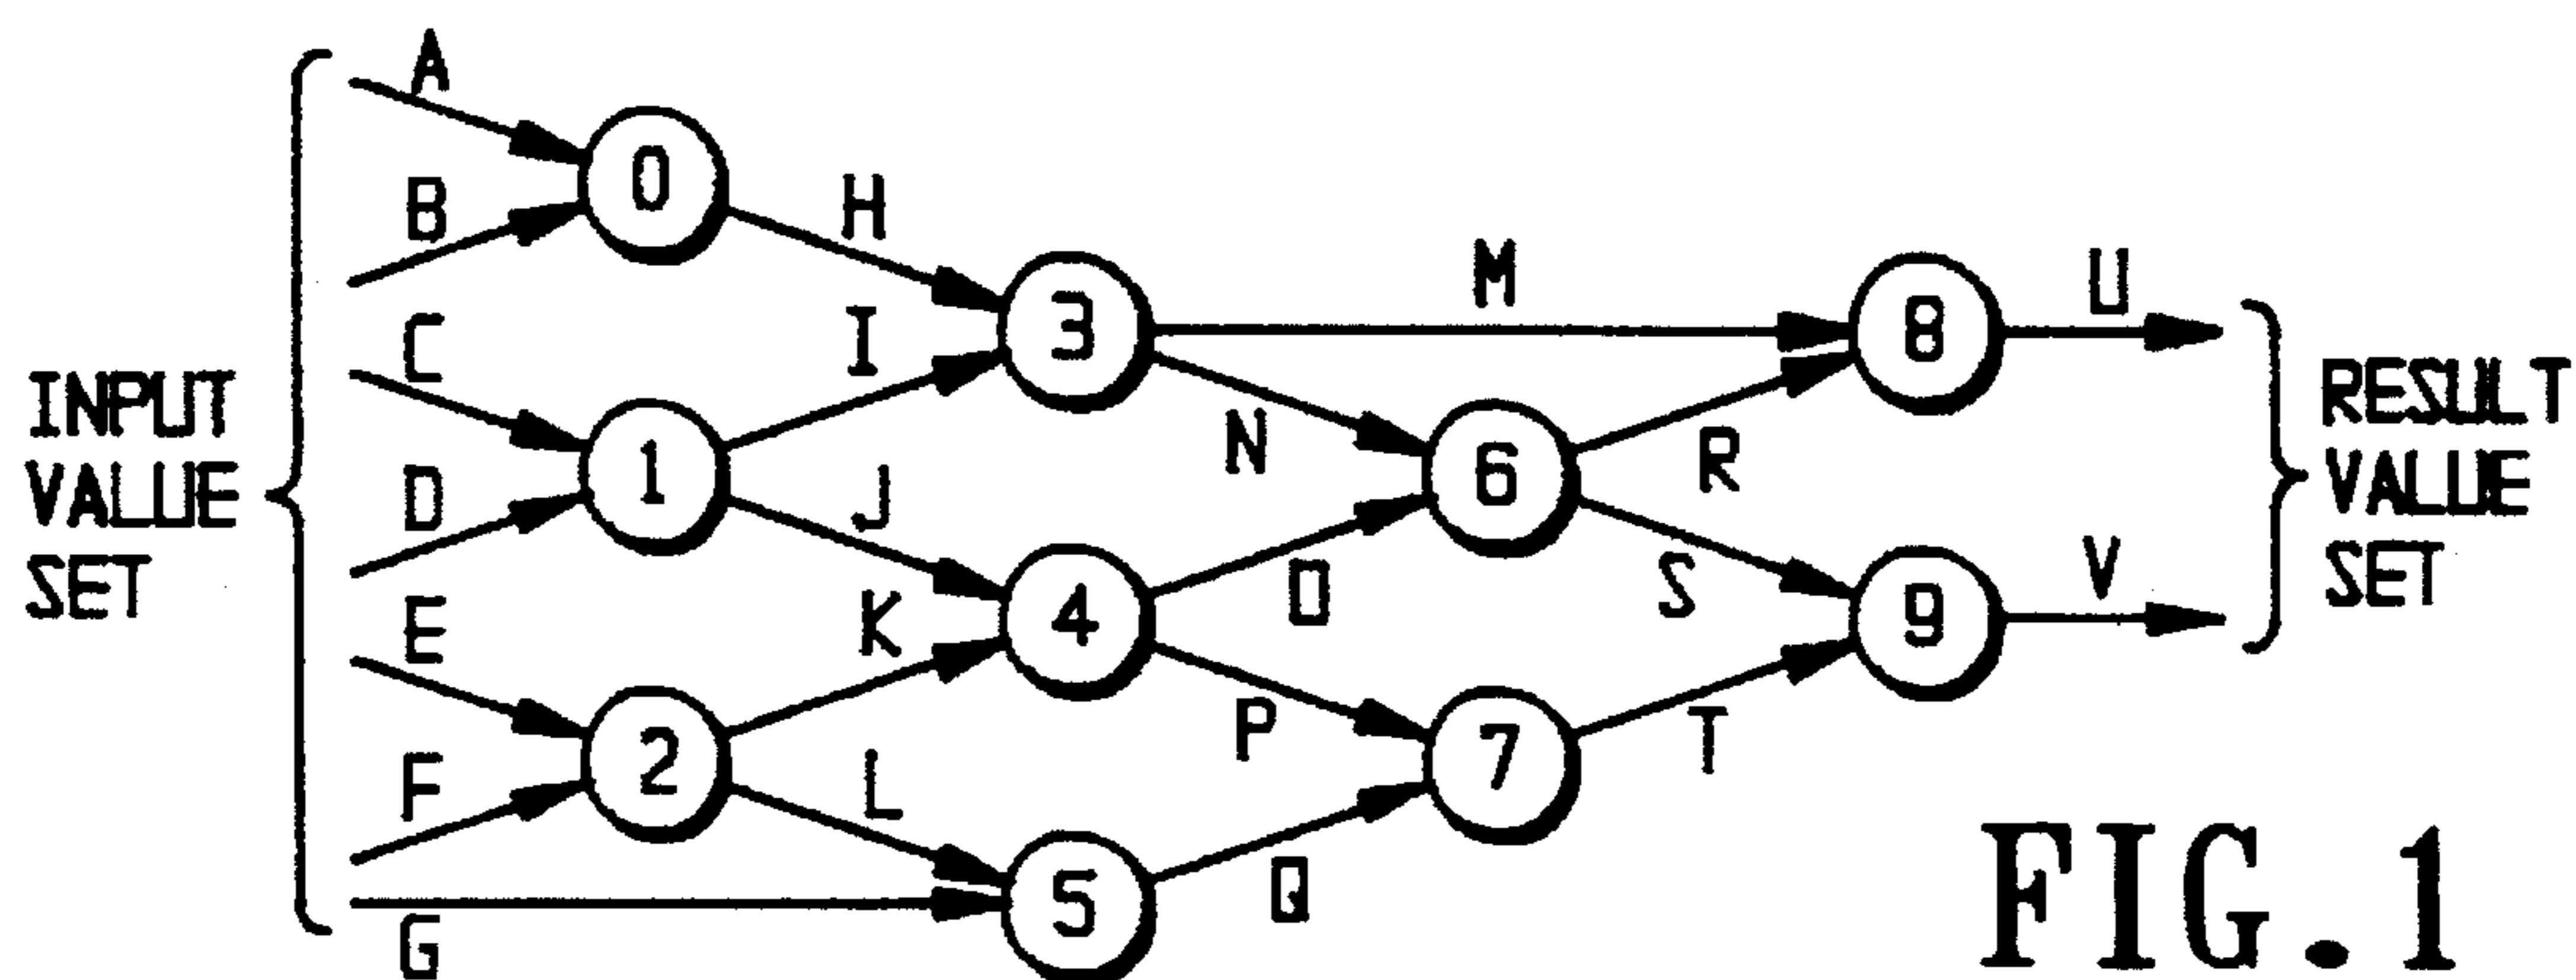 A
B
0
H
C
I
3
M
8
U
INPUT
VALUE
SET
D
1
J
N
6
R
RESULT
VALUE
SET
E
K
4
O
S
9
V
F
2
L
P
7
T
G
5
Q
FIG.1